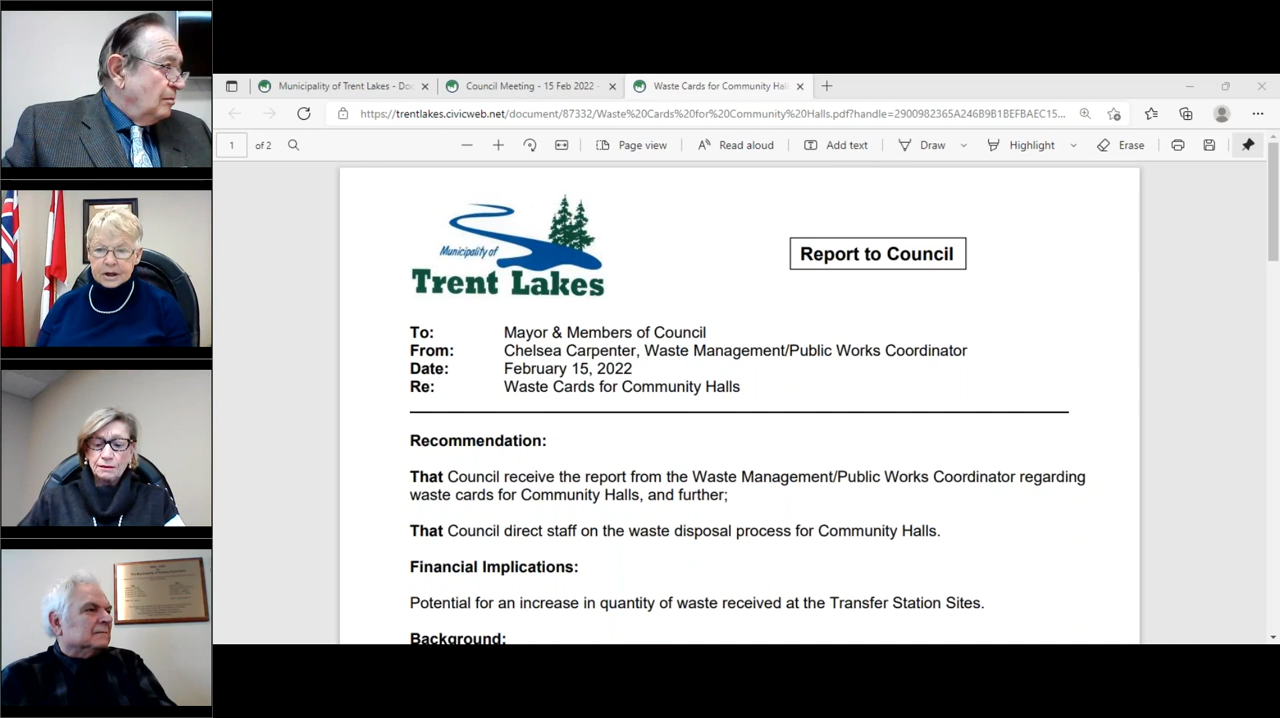 Municipality of Trent Lakes - Doc
Council Meeting - 15 Feb 2022 -
Waste Cards for Community Hall
https://trentlakes.civicweb.net/document/87332/Waste%20Cards%20for%20Community%20Halls.pdf?handle=2900982365A246B9B1BEFBAEC15...
1 of 2
Page view
Read aloud
Add text
Draw
Highlight
Erase
Municipality of
Trent Lakes
Report to Council
To: Mayor & Members of Council
From: Chelsea Carpenter, Waste Management/Public Works Coordinator
Date: February 15, 2022
Re: Waste Cards for Community Halls
Recommendation:
That Council receive the report from the Waste Management/Public Works Coordinator regarding
waste cards for Community Halls, and further;
That Council direct staff on the waste disposal process for Community Halls.
Financial Implications:
Potential for an increase in quantity of waste received at the Transfer Station Sites.
Background: